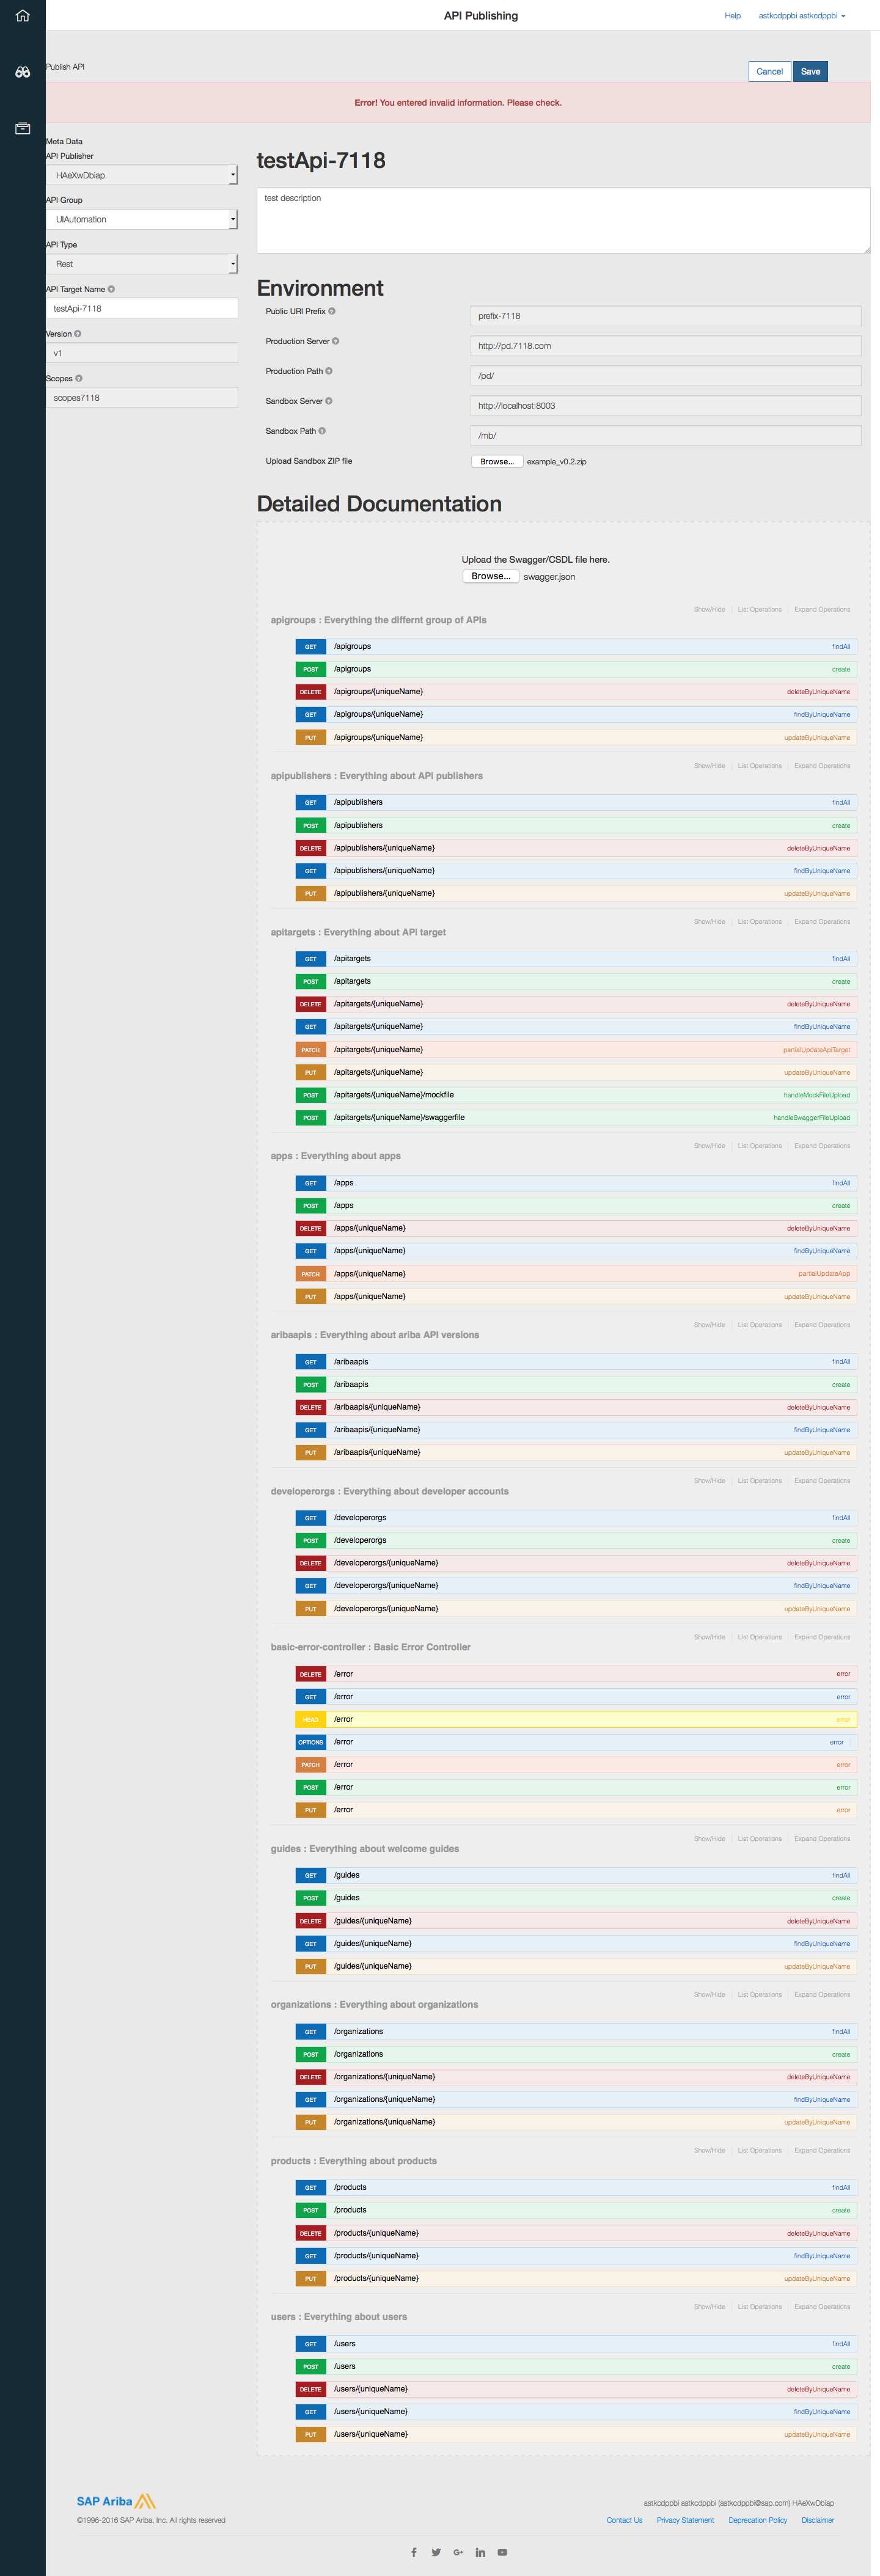 API Publishing
Help astkcdppbi astkcdppbi
Publish API
Cancel Save
Error! You entered invalid information. Please check.
Meta Data
API Publisher
HAeXwDbiap
API Group
UIAutomation
API Type
Rest
API Target Name
testApi-7118
Version
v1
Scopes
scopes7118
testApi-7118
test description
Environment
Public URI Prefix
prefix-7118
Production Server
http://pd.7118.com
Production Path
/pd/
Sandbox Server
http://localhost:8003
Sandbox Path
/mb/
Upload Sandbox ZIP file
Browse... example_v0.2.zip
Detailed Documentation
Upload the Swagger/CSDL file here.
Browse... swagger.json
Show/Hide List Operations Expand Operations
apigroups : Everything the differnt group of APIs
GET /apigroups findAll
POST /apigroups create
DELETE /apigroups/{uniqueName} deleteByUniqueName
GET /apigroups/{uniqueName} findByUniqueName
PUT /apigroups/{uniqueName} updateByUniqueName
Show/Hide List Operations Expand Operations
apipublishers : Everything about API publishers
GET /apipublishers findAll
POST /apipublishers create
DELETE /apipublishers/{uniqueName} deleteByUniqueName
GET /apipublishers/{uniqueName} findByUniqueName
PUT /apipublishers/{uniqueName} updateByUniqueName
Show/Hide List Operations Expand Operations
apitargets : Everything about API target
GET /apitargets findAll
POST /apitargets create
DELETE /apitargets/{uniqueName} deleteByUniqueName
GET /apitargets/{uniqueName} findByUniqueName
PATCH /apitargets/{uniqueName} partialUpdateApiTarget
PUT /apitargets/{uniqueName} updateByUniqueName
POST /apitargets/{uniqueName}/mockfile handleMockFileUpload
POST /apitargets/{uniqueName}/swaggerfile handleSwaggerFileUpload
Show/Hide List Operations Expand Operations
apps : Everything about apps
GET /apps findAll
POST /apps create
DELETE /apps/{uniqueName} deleteByUniqueName
GET /apps/{uniqueName} findByUniqueName
PATCH /apps/{uniqueName} partialUpdateApp
PUT /apps/{uniqueName} updateByUniqueName
Show/Hide List Operations Expand Operations
aribaapis : Everything about ariba API versions
GET /aribaapis findAll
POST /aribaapis create
DELETE /aribaapis/{uniqueName} deleteByUniqueName
GET /aribaapis/{uniqueName} findByUniqueName
PUT /aribaapis/{uniqueName} updateByUniqueName
Show/Hide List Operations Expand Operations
developerorgs : Everything about developer accounts
GET /developerorgs findAll
POST /developerorgs create
DELETE /developerorgs/{uniqueName} deleteByUniqueName
GET /developerorgs/{uniqueName} findByUniqueName
PUT /developerorgs/{uniqueName} updateByUniqueName
Show/Hide List Operations Expand Operations
basic-error-controller : Basic Error Controller
DELETE /error error
GET /error error
HEAD /error error
OPTIONS /error error
PATCH /error error
POST /error error
PUT /error error
Show/Hide List Operations Expand Operations
guides : Everything about welcome guides
GET /guides findAll
POST /guides create
DELETE /guides/{uniqueName} deleteByUniqueName
GET /guides/{uniqueName} findByUniqueName
PUT /guides/{uniqueName} updateByUniqueName
Show/Hide List Operations Expand Operations
organizations : Everything about organizations
GET /organizations findAll
POST /organizations create
DELETE /organizations/{uniqueName} deleteByUniqueName
GET /organizations/{uniqueName} findByUniqueName
PUT /organizations/{uniqueName} updateByUniqueName
Show/Hide List Operations Expand Operations
products : Everything about products
GET /products findAll
POST /products create
DELETE /products/{uniqueName} deleteByUniqueName
GET /products/{uniqueName} findByUniqueName
PUT /products/{uniqueName} updateByUniqueName
Show/Hide List Operations Expand Operations
users : Everything about users
GET /users findAll
POST /users create
DELETE /users/{uniqueName} deleteByUniqueName
GET /users/{uniqueName} findByUniqueName
PUT /users/{uniqueName} updateByUniqueName
SAP Ariba
astkcdppbi astkcdppbi (astkcdppbi@sap.com) HAeXwDbiap
©1996-2016 SAP Ariba, Inc. All rights reserved
Contact Us Privacy Statement Deprecation Policy Disclaimer